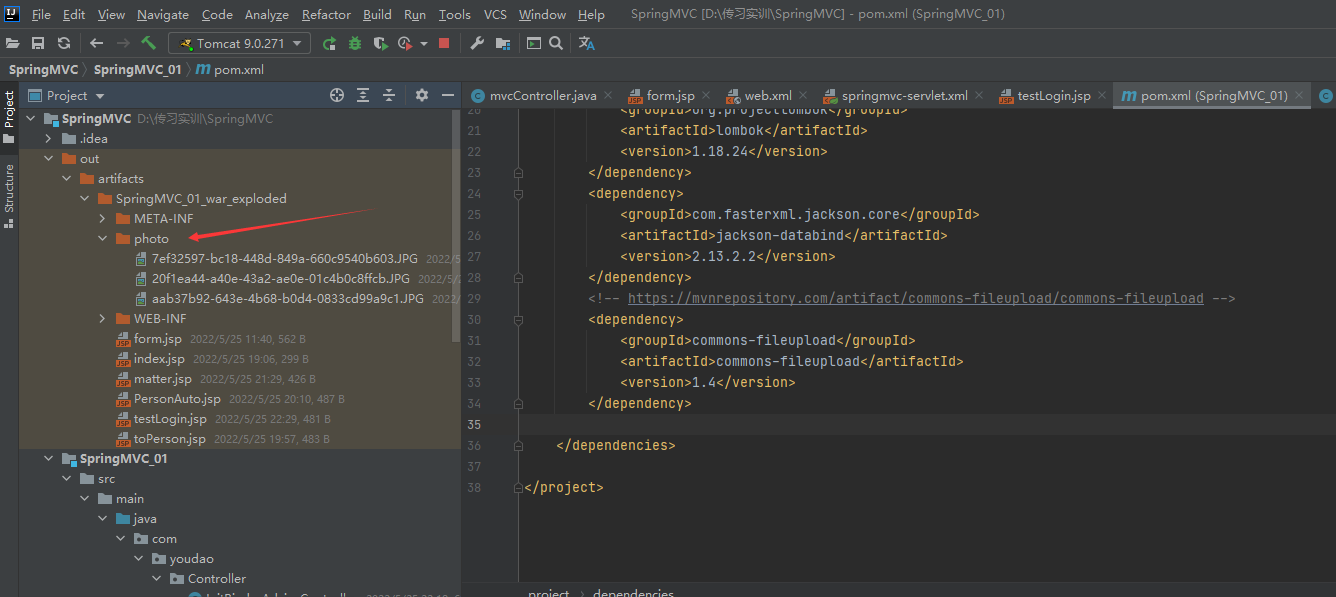 File Edit View Navigate Code Analyze Refactor Build Run Tools VCS Window Help SpringMVC [D:\传习实训\SpringMVC] - pom.xml (SpringMVC_01)
Tomcat 9.0.271
SpringMVC SpringMVC_01 m pom.xml
Project
Structure
Project
mvcController.java form.jsp web.xml springmvc-servlet.xml testLogin.jsp pom.xml (SpringMVC_01)
SpringMVC D:\传习实训\SpringMVC
.idea
out
artifacts
SpringMVC_01_war_exploded
META-INF
photo
7ef32597-bc18-448d-849a-660c9540b603.JPG 2022/5
20f1ea44-a40e-43a2-ae0e-01c4b0c8ffcb.JPG 2022/5/2
aab37b92-643e-4b68-b0d4-0833cd99a9c1.JPG 2022/
WEB-INF
form.jsp 2022/5/25 11:40, 562 B
index.jsp 2022/5/25 19:06, 299 B
matter.jsp 2022/5/25 21:29, 426 B
PersonAuto.jsp 2022/5/25 20:10, 487 B
testLogin.jsp 2022/5/25 22:29, 481 B
toPerson.jsp 2022/5/25 19:57, 483 B
SpringMVC_01
src
main
java
com
youdao
Controller
20 <groupId>org.projectlombok</groupId>
21 <artifactId>lombok</artifactId>
22 <version>1.18.24</version>
23 </dependency>
24 <dependency>
25 <groupId>com.fasterxml.jackson.core</groupId>
26 <artifactId>jackson-databind</artifactId>
27 <version>2.13.2.2</version>
28 </dependency>
29 <!-- https://mvnrepository.com/artifact/commons-fileupload/commons-fileupload -->
30 <dependency>
31 <groupId>commons-fileupload</groupId>
32 <artifactId>commons-fileupload</artifactId>
33 <version>1.4</version>
34 </dependency>
35
36 </dependencies>
37
38 </project>
project dependencies